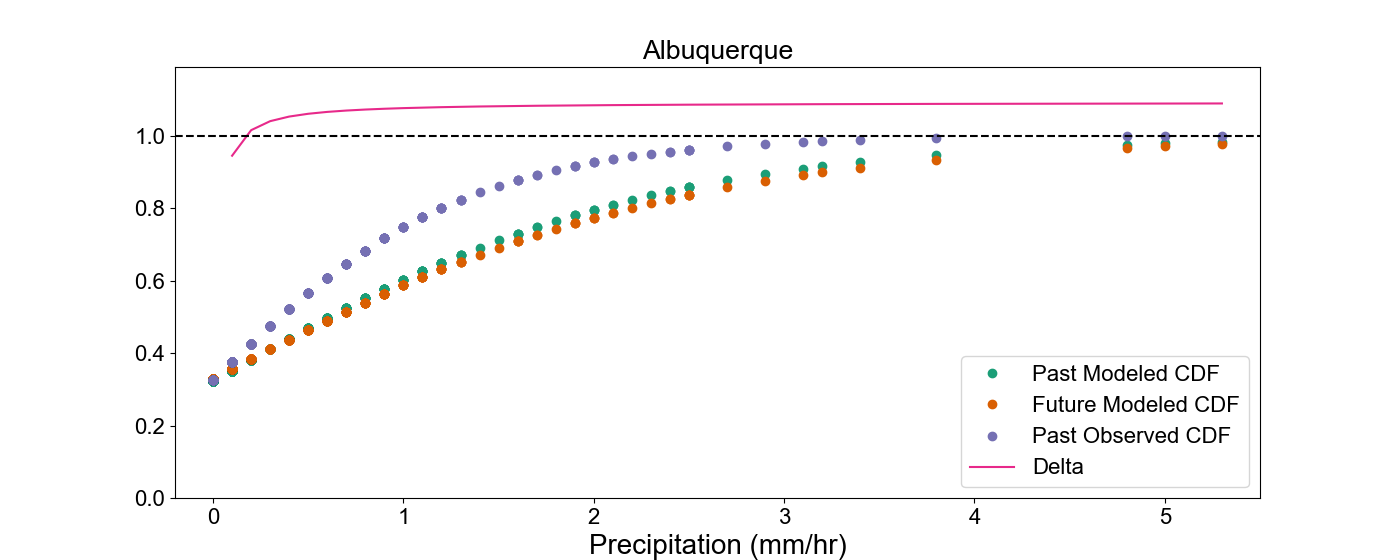 Albuquerque
1.0
0.8
0.6
0.4
0.2
0.0
0 1 2 3 4 5
Precipitation (mm/hr)
Past Modeled CDF
Future Modeled CDF
Past Observed CDF
Delta